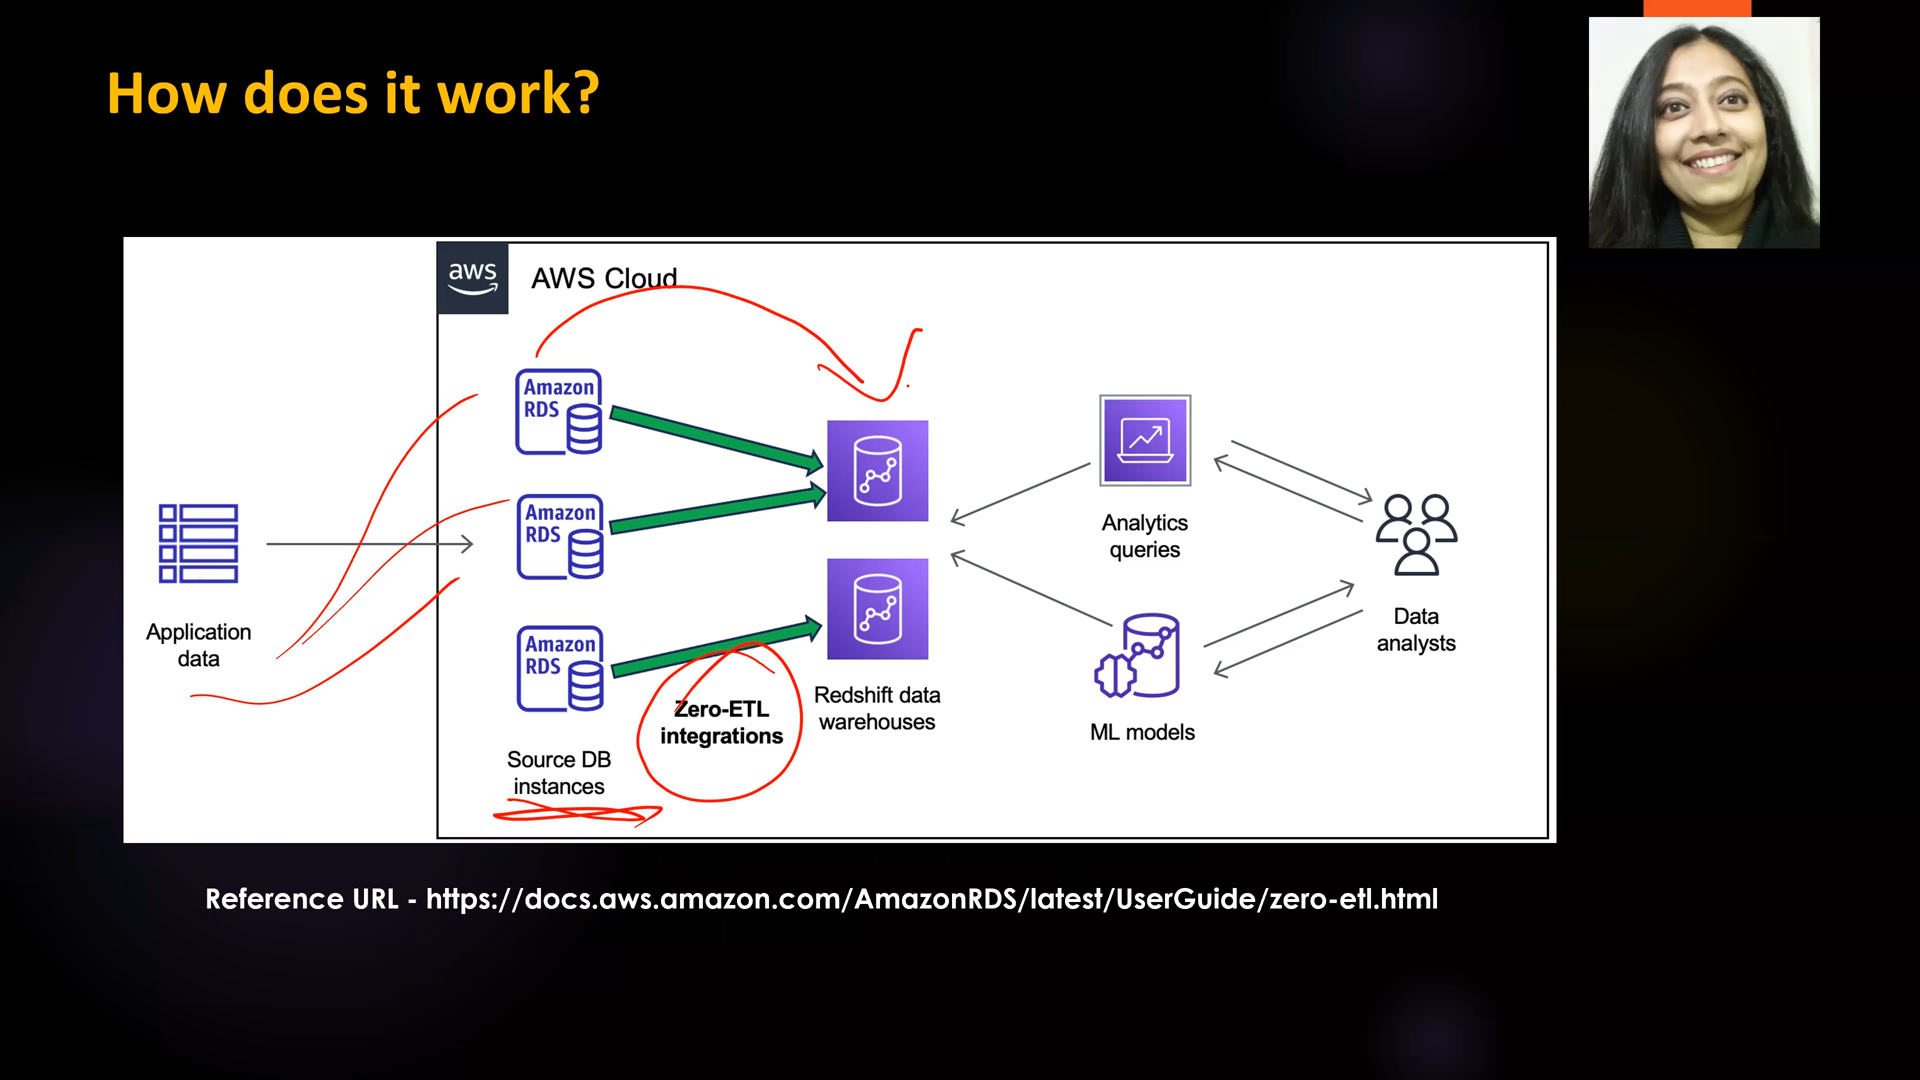 How does it work?
aws
AWS Cloud
Amazon
RDS
Amazon
RDS
Amazon
RDS
Application
data
Source DB
instances
Zero-ETL
integrations
Redshift data
warehouses
Analytics
queries
ML models
Data
analysts
Reference URL - https://docs.aws.amazon.com/AmazonRDS/latest/UserGuide/zero-etl.html